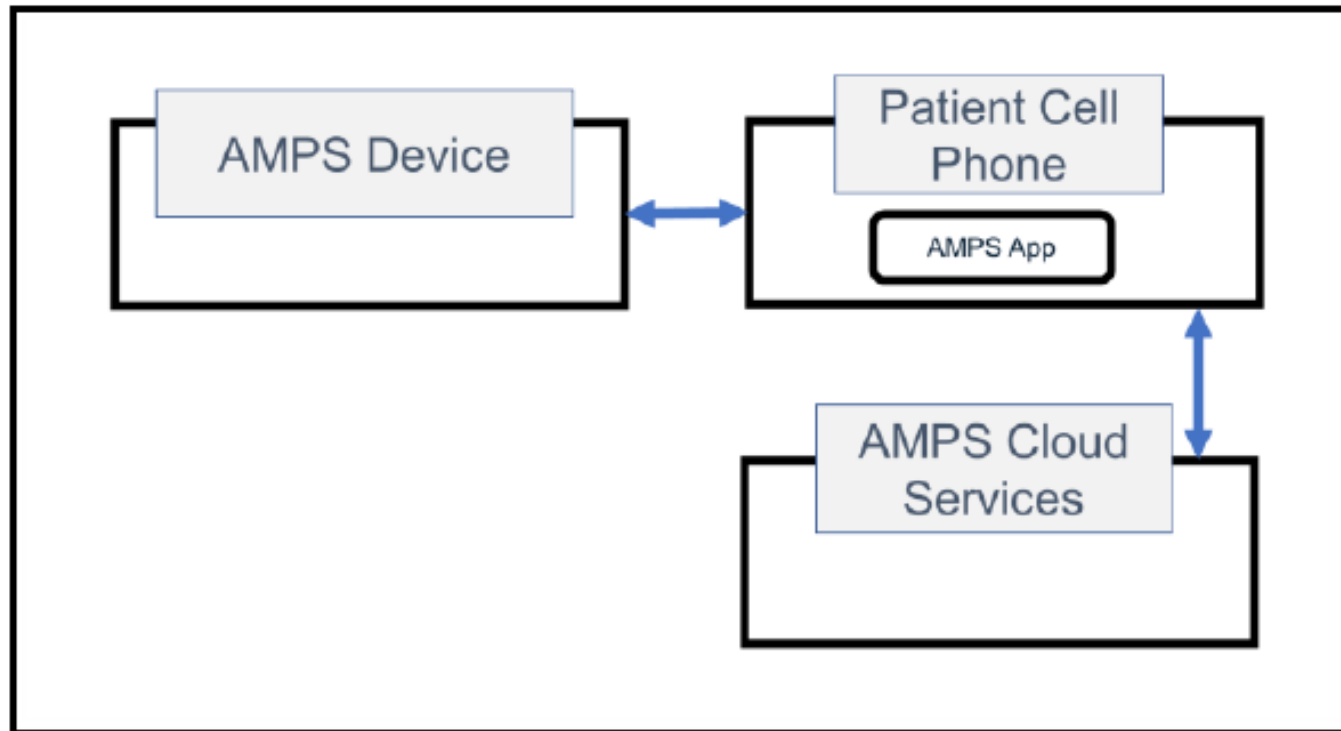 AMPS Device
Patient Cell
Phone
AMPS App
AMPS Cloud
Services